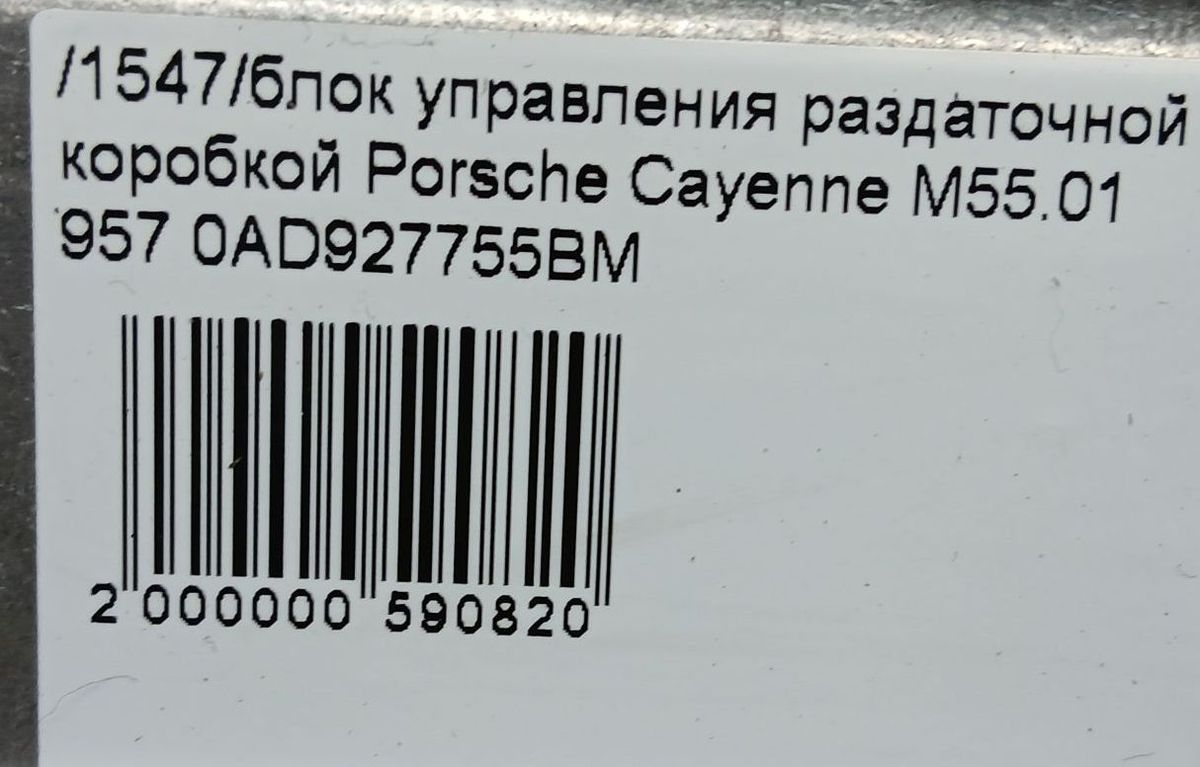 /1547/блок управления раздаточной
коробкой Porsche Cayenne M55.01
957 0AD927755BM
2 000000 590820